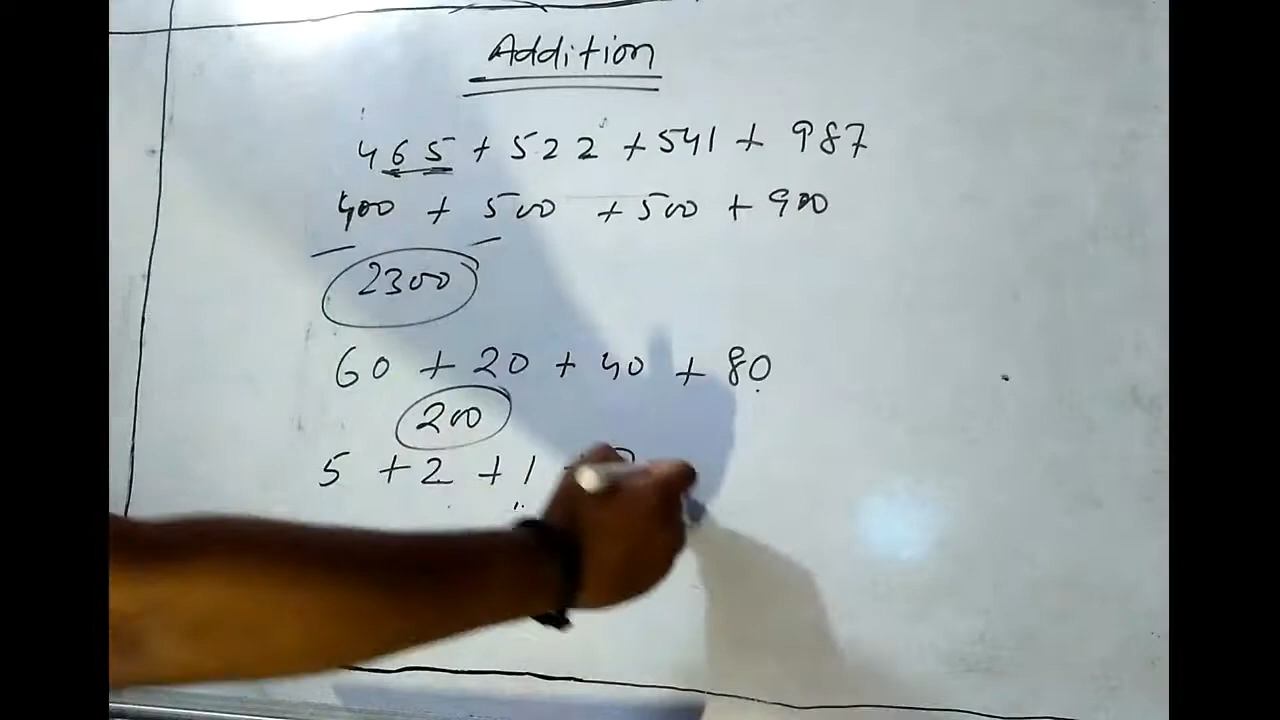 Addition
465 + 522 + 541 + 987
400 + 500 + 500 + 900
2300
60 + 20 + 40 + 80
200
5 + 2 + 1 +